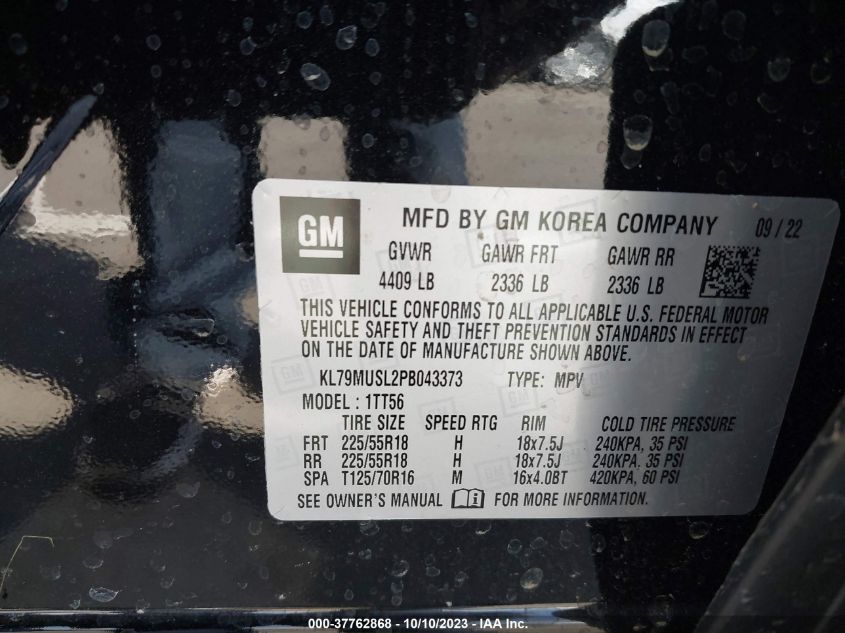 GM MFD BY GM KOREA COMPANY 09/22
GVWR GAWR FRT GAWR RR
4409 LB 2336 LB 2336 LB
THIS VEHICLE CONFORMS TO ALL APPLICABLE U.S. FEDERAL MOTOR
VEHICLE SAFETY AND THEFT PREVENTION STANDARDS IN EFFECT
ON THE DATE OF MANUFACTURE SHOWN ABOVE.
KL79MUSL2PB043373 TYPE: MPV
MODEL : 1TT56
TIRE SIZE SPEED RTG RIM COLD TIRE PRESSURE
FRT 225/55R18 H 18x7.5J 240KPA, 35 PSI
RR 225/55R18 H 18x7.5J 240KPA, 35 PSI
SPA T125/70R16 M 16x4.0BT 420KPA, 60 PSI
SEE OWNER'S MANUAL FOR MORE INFORMATION.
000-37762868 - 10/10/2023 - IAA Inc.